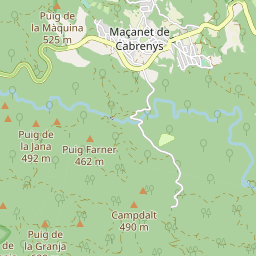 Puig de
la Màquina
525 m
Maçanet de
Cabrenys
Puig de
la Jana
492 m
Puig Farner
462 m
Campdalt
490 m
Puig de
la Granja